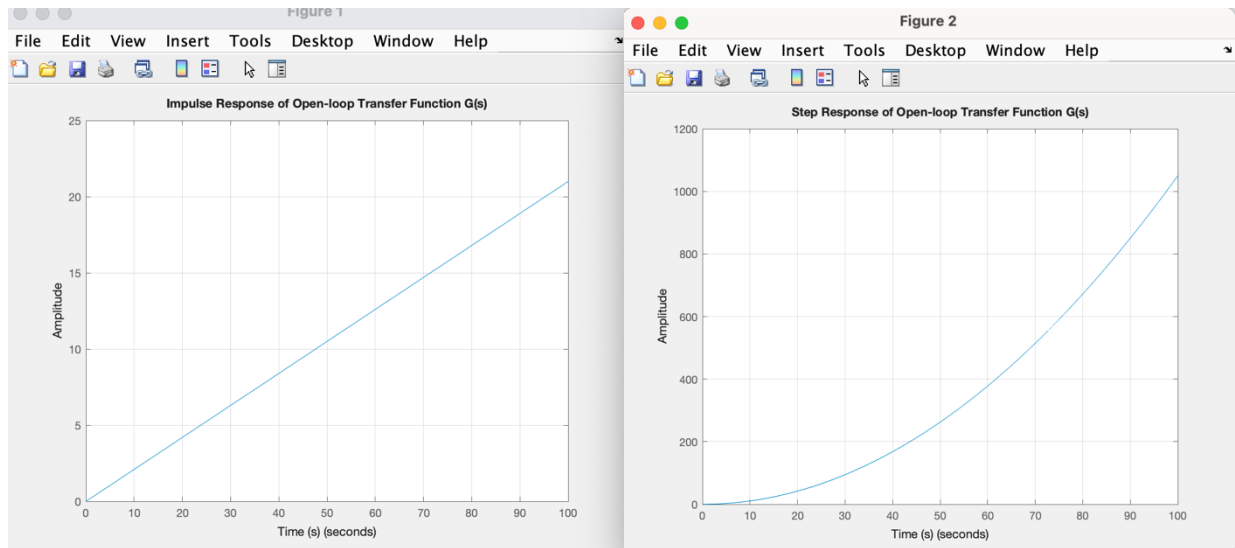 Figure 1
File Edit View Insert Tools Desktop Window Help
Impulse Response of Open-loop Transfer Function G(s)
25
20
15
10
5
0
Amplitude
0 10 20 30 40 50 60 70 80 90 100
Time (s) (seconds)
Figure 2
File Edit View Insert Tools Desktop Window Help
Step Response of Open-loop Transfer Function G(s)
1200
1000
800
600
400
200
0
Amplitude
0 10 20 30 40 50 60 70 80 90 100
Time (s) (seconds)